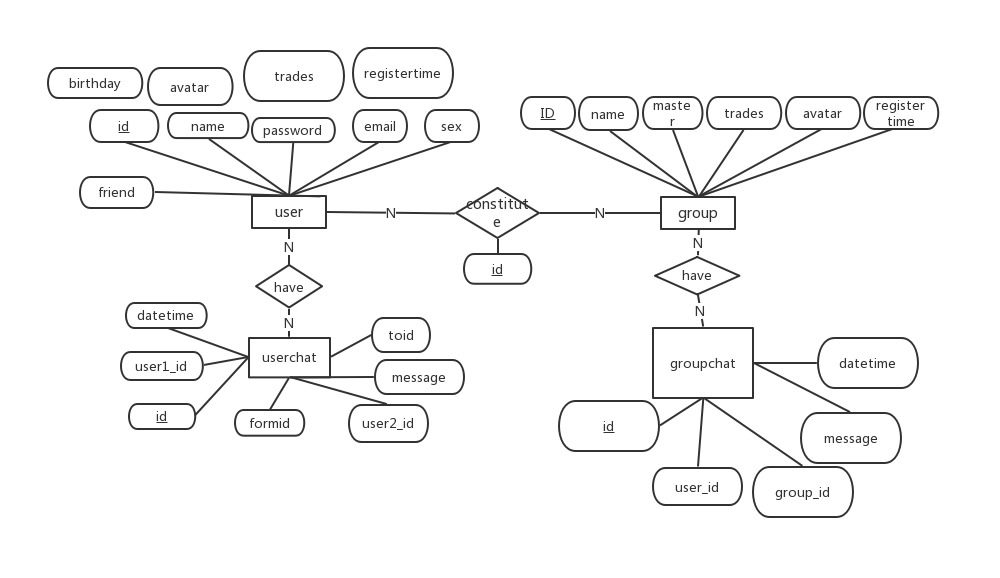 birthday
avatar
trades
registertime
id
name
password
email
sex
friend
user
N
constitut
e
N
id
ID
name
maste
r
trades
avatar
register
time
group
N
have
N
N
have
N
datetime
user1_id
id
userchat
toid
message
formid
user2_id
groupchat
datetime
id
message
user_id
group_id